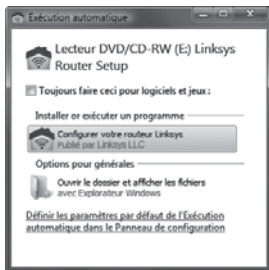 Exécution automatique
Lecteur DVD/CD-RW (E:) Linksys
Router Setup
Toujours faire ceci pour logiciels et jeux :
Installer or exécuter un programme
Configurer votre routeur Linksys
Publié par Linksys LLC
Options pour générales
Ouvrir le dossier et afficher les fichiers
avec Explorateur Windows
Définir les paramètres par défaut de l'Exécution
automatique dans le Panneau de configuration